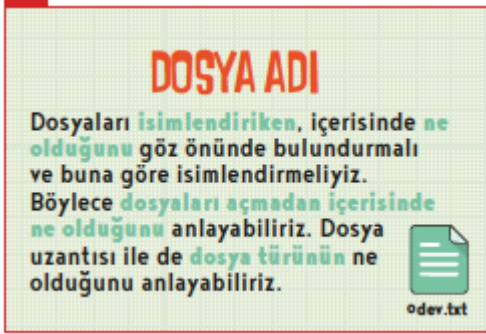 DOSYA ADI
Dosyaları isimlendiriken, içerisinde ne
olduğunu göz önünde bulundurmalı
ve buna göre isimlendirmeliyiz.
Böylece dosyaları açmadan içerisinde
ne olduğunu anlayabiliriz. Dosya
uzantısı ile de dosya türünün ne
olduğunu anlayabiliriz.
odev.txt